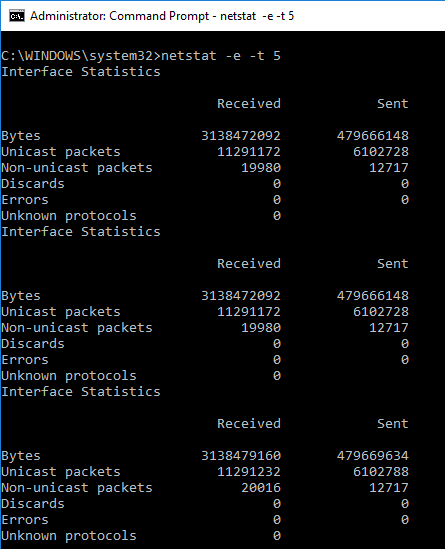 Administrator: Command Prompt - netstat -e -t 5
C:\WINDOWS\system32>netstat -e -t 5
Interface Statistics
Received Sent
Bytes 3138472092 479666148
Unicast packets 11291172 6102728
Non-unicast packets 19980 12717
Discards 0 0
Errors 0 0
Unknown protocols 0
Interface Statistics
Received Sent
Bytes 3138472092 479666148
Unicast packets 11291172 6102728
Non-unicast packets 19980 12717
Discards 0 0
Errors 0 0
Unknown protocols 0
Interface Statistics
Received Sent
Bytes 3138479160 479669634
Unicast packets 11291232 6102788
Non-unicast packets 20016 12717
Discards 0 0
Errors 0 0
Unknown protocols 0